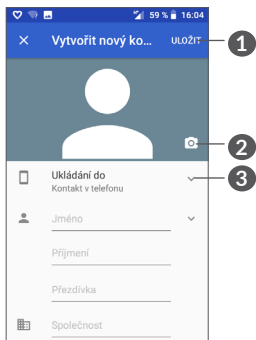 59 % 16:04
Vytvořit nový ko... ULOŽIT
1
2
Ukládání do
Kontakt v telefonu
3
Jméno
Příjmení
Přezdívka
Společnost